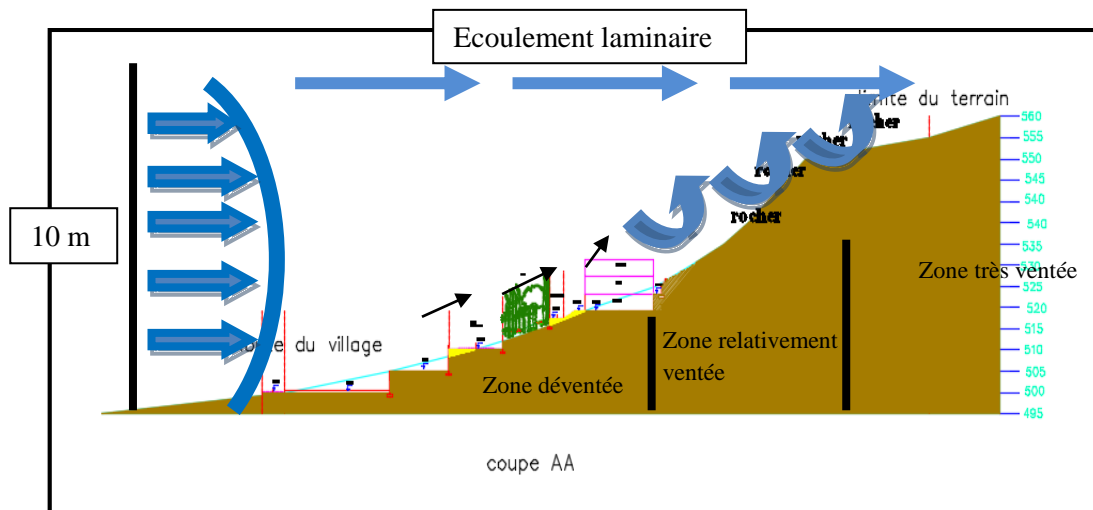 Ecoulement laminaire
limite du terrain
rocher
rocher
rocher
rocher
560
555
550
545
540
535
530
525
520
515
510
505
500
495
10 m
Zone très ventée
Zone relativement
ventée
du village
Zone déventée
coupe AA